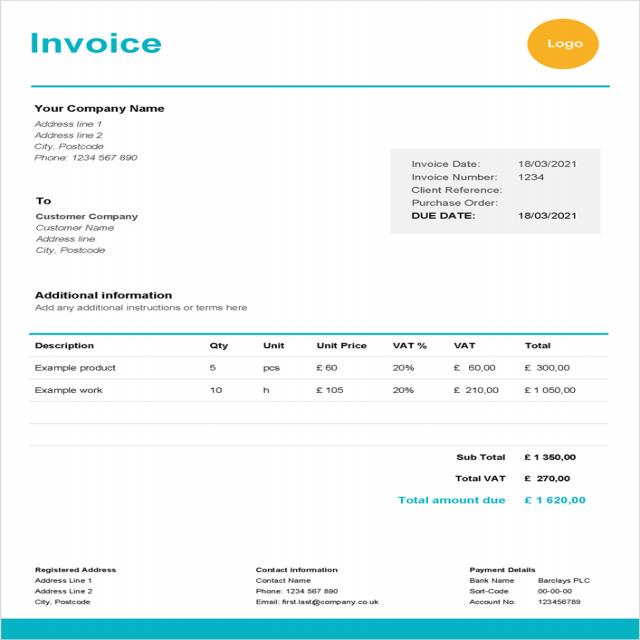 Invoice
Logo
Your Company Name
Address line 1
Address line 2
City, Postcode
Phone: 1234 567 890
Invoice Date: 18/03/2021
Invoice Number: 1234
Client Reference:
Purchase Order:
DUE DATE: 18/03/2021
To
Customer Company
Customer Name
Address line
City, Postcode
Additional information
Add any additional instructions or terms here
Description Qty Unit Unit Price VAT % VAT Total
Example product 5 pcs £ 60 20% £ 60,00 £ 300,00
Example work 10 h £ 105 20% £ 210,00 £ 1 050,00
Sub Total £ 1 350,00
Total VAT £ 270,00
Total amount due £ 1 620,00
Registered Address Contact information Payment Details
Address Line 1 Contact Name Bank Name Barclays PLC
Address Line 2 Phone: 1234 567 890 Sort-Code 00-00-00
City, Postcode Email: first.last@company.co.uk Account No. 123456789